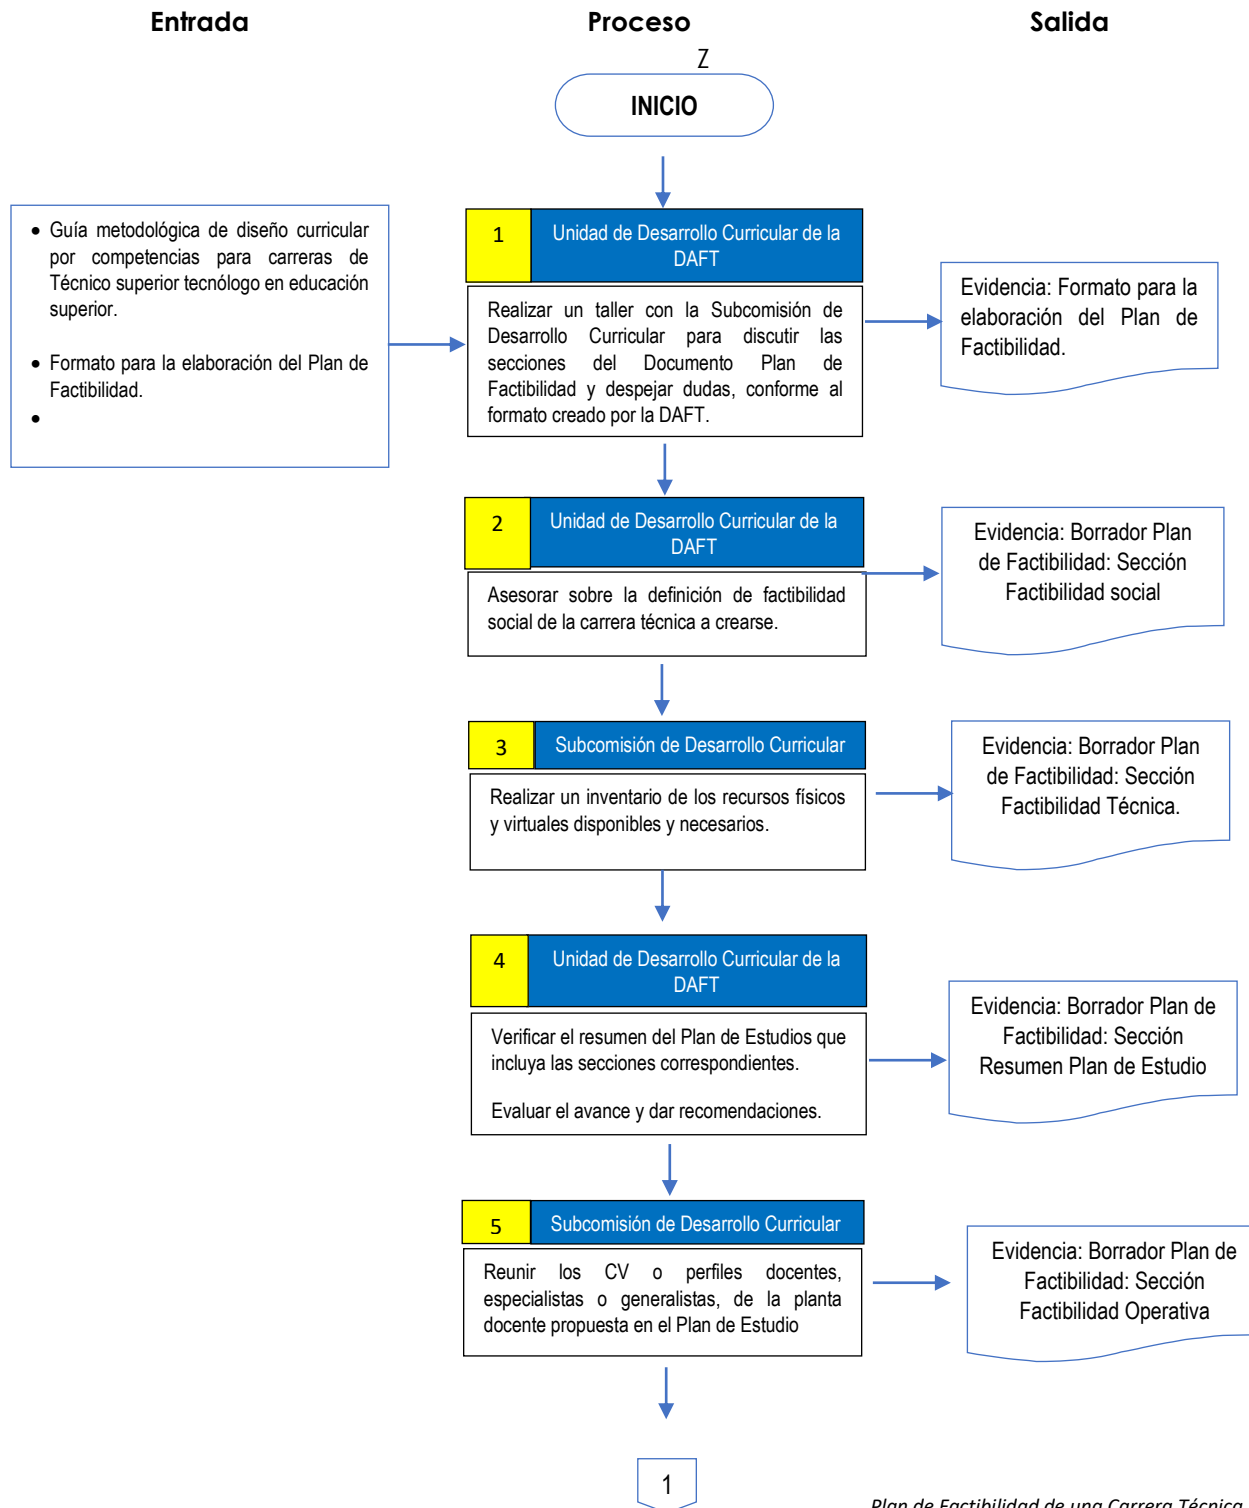 Entrada
Proceso
Salida
Z
INICIO
• Guía metodológica de diseño curricular
por competencias para carreras de
Técnico superior tecnólogo en educación
superior.
• Formato para la elaboración del Plan de
Factibilidad.
•
1
Unidad de Desarrollo Curricular de la
DAFT
Realizar un taller con la Subcomisión de
Desarrollo Curricular para discutir las
secciones del Documento Plan de
Factibilidad y despejar dudas, conforme al
formato creado por la DAFT.
Evidencia: Formato para la
elaboración del Plan de
Factibilidad.
2
Unidad de Desarrollo Curricular de la
DAFT
Asesorar sobre la definición de factibilidad
social de la carrera técnica a crearse.
Evidencia: Borrador Plan
de Factibilidad: Sección
Factibilidad social
3
Subcomisión de Desarrollo Curricular
Realizar un inventario de los recursos físicos
y virtuales disponibles y necesarios.
Evidencia: Borrador Plan
de Factibilidad: Sección
Factibilidad Técnica.
4
Unidad de Desarrollo Curricular de la
DAFT
Verificar el resumen del Plan de Estudios que
incluya las secciones correspondientes.
Evaluar el avance y dar recomendaciones.
Evidencia: Borrador Plan de
Factibilidad: Sección
Resumen Plan de Estudio
5
Subcomisión de Desarrollo Curricular
Reunir los CV o perfiles docentes,
especialistas o generalistas, de la planta
docente propuesta en el Plan de Estudio
Evidencia: Borrador Plan de
Factibilidad: Sección
Factibilidad Operativa
1
Plan de Factibilidad de una Carrera Técnica